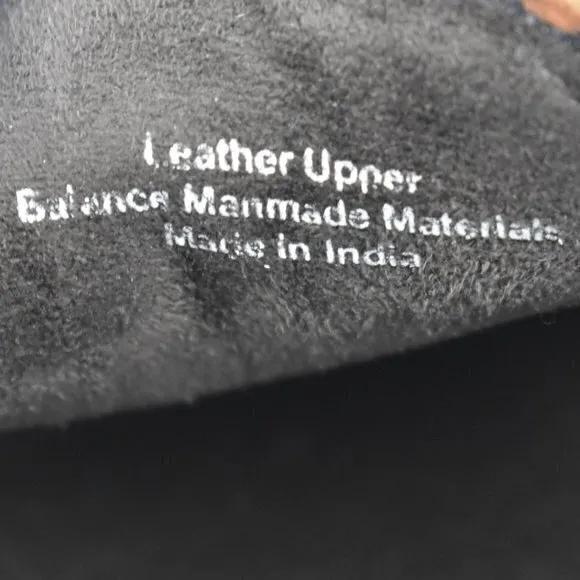 Leather Upper
Balance Manmade Materials
Made in India